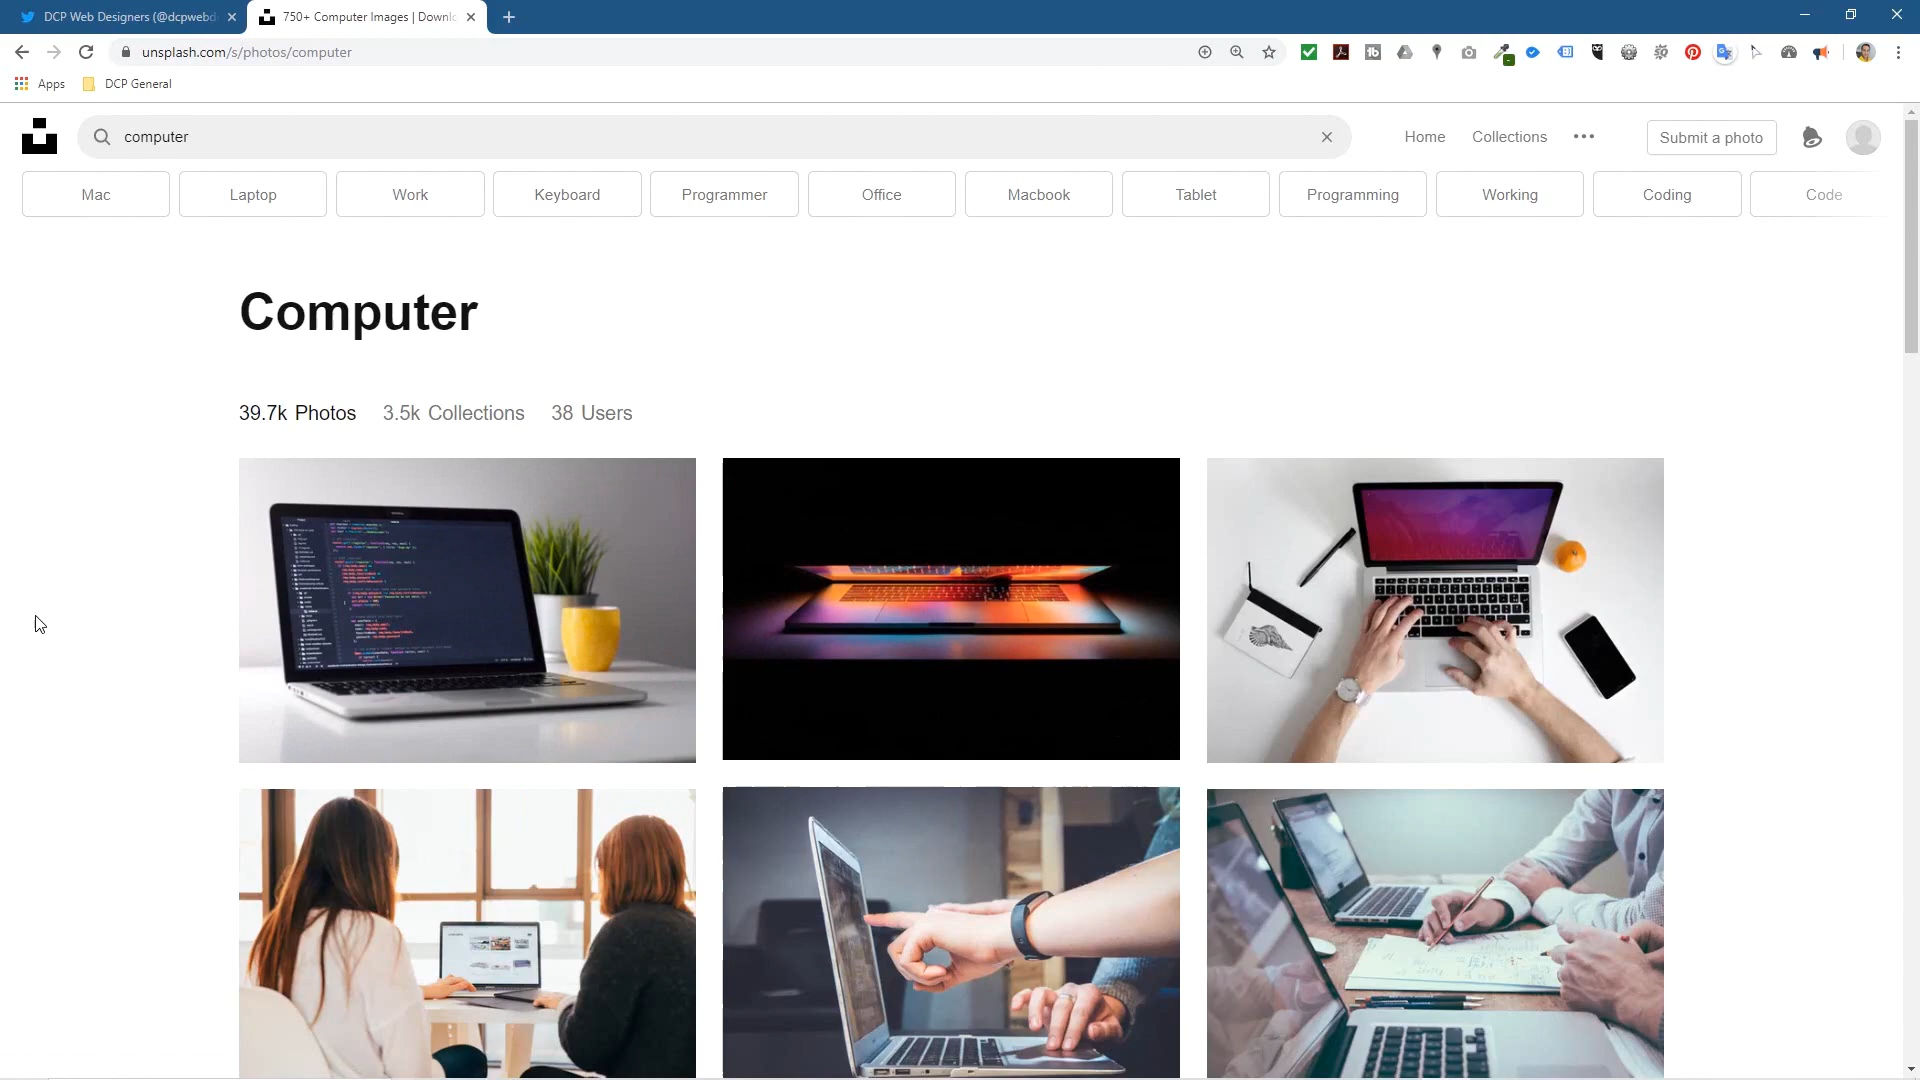 DCP Web Designers (@dcpwebd
750+ Computer Images | Downlo
unsplash.com/s/photos/computer
Apps
DCP General
computer
Home
Collections
Submit a photo
Mac
Laptop
Work
Keyboard
Programmer
Office
Macbook
Tablet
Programming
Working
Coding
Code
Computer
39.7k Photos
3.5k Collections
38 Users